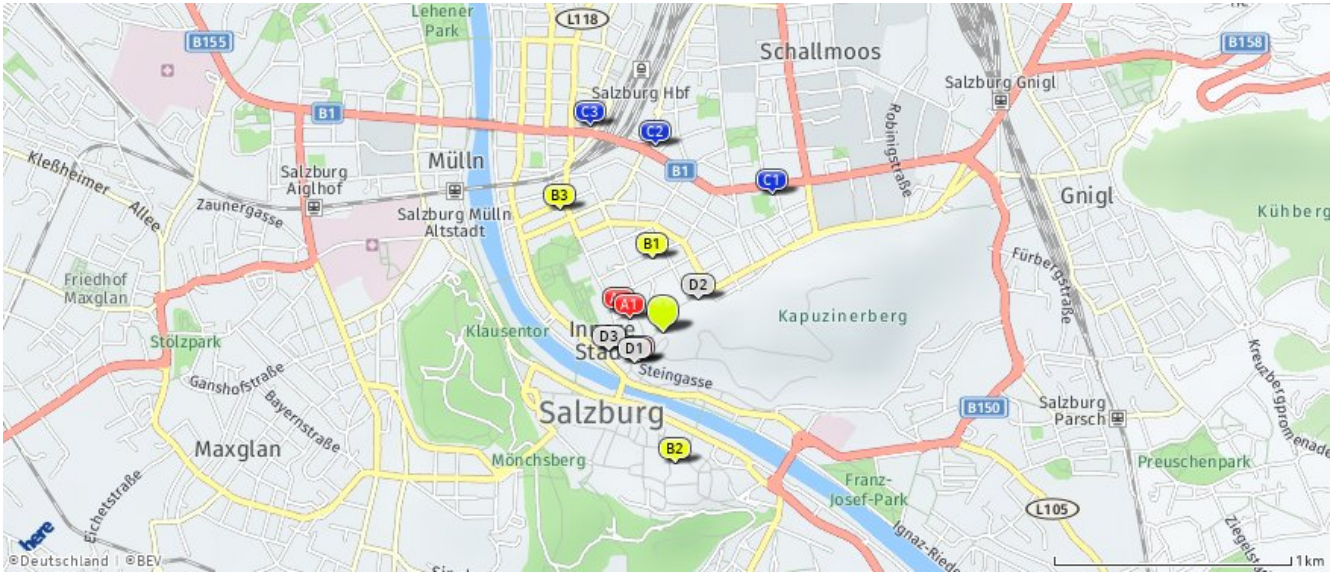 Lehener
Park
L118
B155
Schallmoos
B158
Salzburg Gnigl
Salzburg Hbf
C3
B1
C2
Robinigstraße
Kleßheimer
Allee
Mülln
Salzburg
Aiglhof
B1
C1
Gnigl
Zaunergasse
B3
Salzburg Mülln
Altstadt
Kühberg
B1
Fürbergstraße
Friedhof
Maxglan
D2
A1
Kapuzinerberg
Klausentor
D3
D1
Stölzpark
Steingasse
Kreuzbergpromenade
Ganshofstraße
Bayernstraße
Salzburg
B150
Salzburg
Parsch
Maxglan
B2
Mönchsberg
Preuschenpark
Franz-
Josef-Park
Eichetstraße
L105
here
©Deutschland | ©BEV
1km